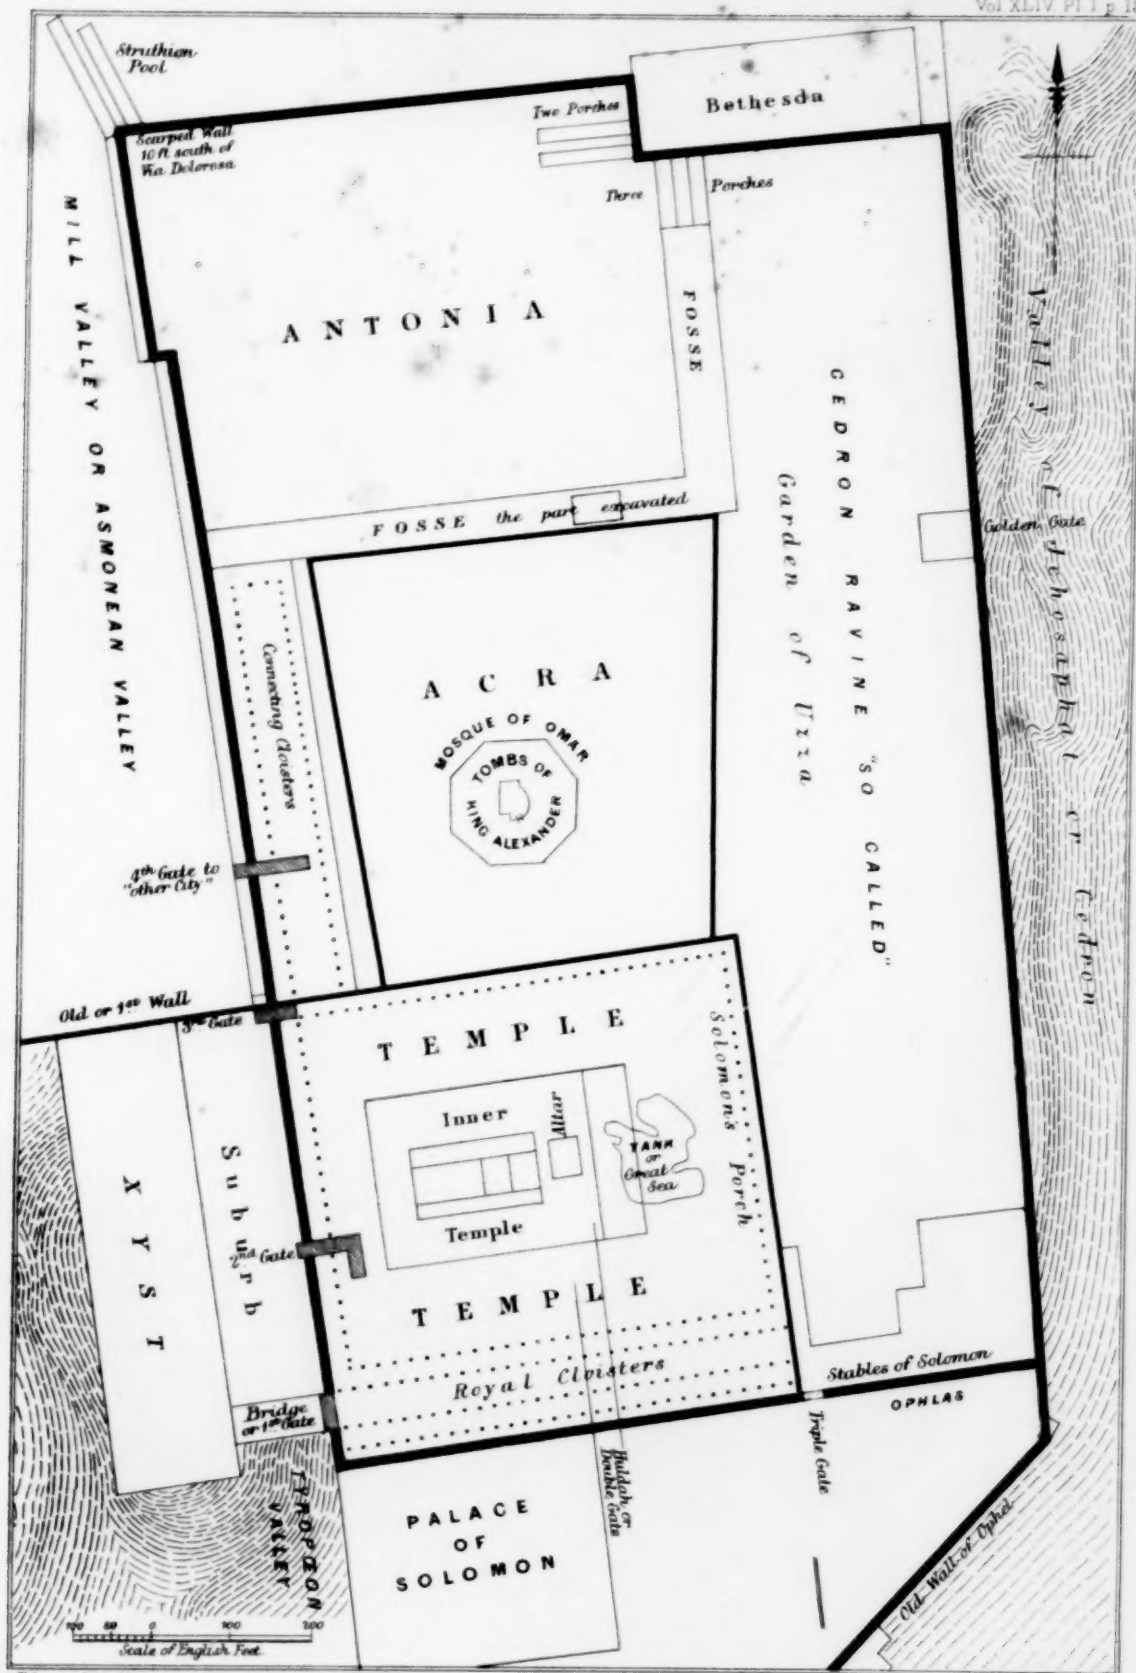 Vol XLIV Pl I p 18
Struthion
Pool
Scarped Wall
10 ft south of
Via Dolorosa
Two Porches
Bethesda
Three Porches
MILL VALLEY OR ASMONEAN VALLEY
ANTONIA
FOSSE
CEDRON RAVINE "SO CALLED"
Garden of Uzza
Valley of Jehosaphat or Cedron
Golden Gate
FOSSE the part excavated
Connecting Cloisters
ACRA
MOSQUE OF OMAR
TOMBS OF
KING ALEXANDER
4th Gate to
"other City"
Old or 1st Wall
3rd Gate
TEMPLE
Solomon's Porch
Inner
Altar
TANK
or
Great
Sea
Temple
XYST
Suburb
2nd Gate
TEMPLE
Royal Cloisters
Bridge
or 1st Gate
Stables of Solomon
OPHLAS
Triple Gate
Huldah or
Double Gate
TYROPŒON
VALLEY
PALACE
OF
SOLOMON
Old Wall of Ophel
100 50 0 100 200
Scale of English Feet